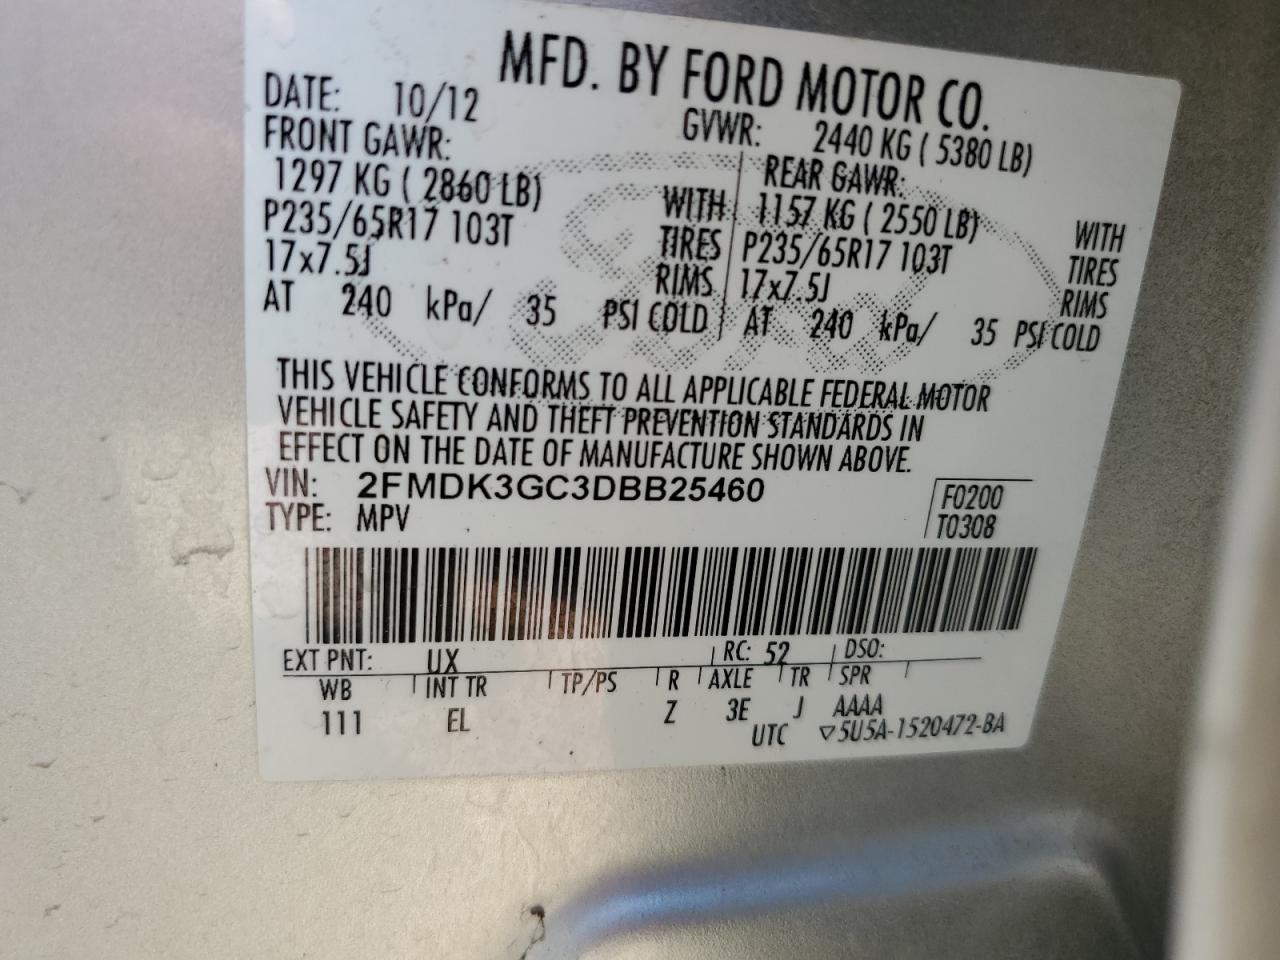 MFD. BY FORD MOTOR CO.
DATE: 10/12 GVWR: 2440 KG ( 5380 LB)
FRONT GAWR: REAR GAWR:
1297 KG ( 2860 LB) WITH 1157 KG ( 2550 LB) WITH
P235/65R17 103T TIRES P235/65R17 103T TIRES
17x7.5J RIMS 17x7.5J RIMS
AT 240 kPa/ 35 PSI COLD AT 240 kPa/ 35 PSI COLD
THIS VEHICLE CONFORMS TO ALL APPLICABLE FEDERAL MOTOR
VEHICLE SAFETY AND THEFT PREVENTION STANDARDS IN
EFFECT ON THE DATE OF MANUFACTURE SHOWN ABOVE.
VIN: 2FMDK3GC3DBB25460 F0200
TYPE: MPV T0308
EXT PNT: UX RC: 52 DSO:
WB INT TR TP/PS R AXLE TR SPR
111 EL Z 3E J AAAA
UTC ▽5U5A-1520472-BA